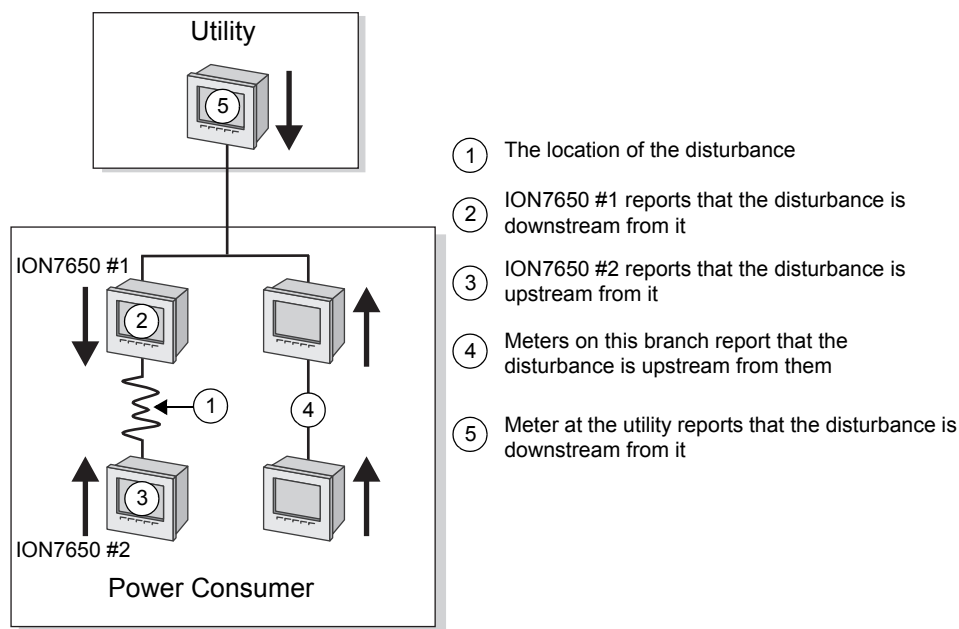 Utility
5
ION7650 #1
2
1
4
3
ION7650 #2
Power Consumer
1 The location of the disturbance
2 ION7650 #1 reports that the disturbance is
downstream from it
3 ION7650 #2 reports that the disturbance is
upstream from it
4 Meters on this branch report that the
disturbance is upstream from them
5 Meter at the utility reports that the disturbance is
downstream from it